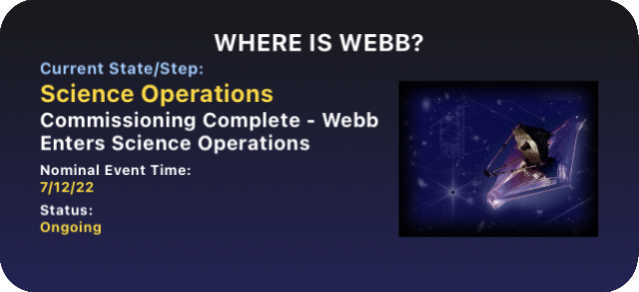 WHERE IS WEBB?
Current State/Step:
Science Operations
Commissioning Complete - Webb
Enters Science Operations
Nominal Event Time:
7/12/22
Status:
Ongoing